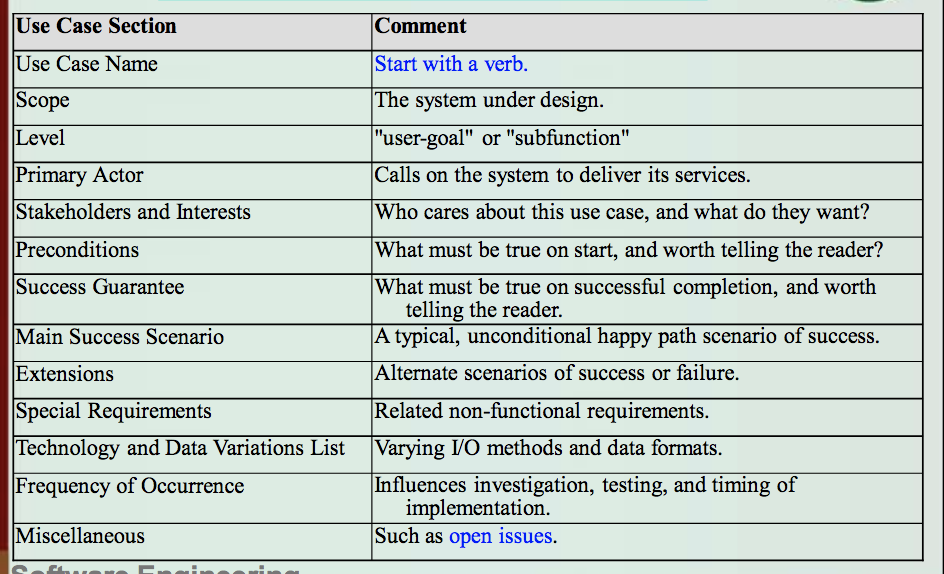 Use Case Section Comment
Use Case Name Start with a verb.
Scope The system under design.
Level "user-goal" or "subfunction"
Primary Actor Calls on the system to deliver its services.
Stakeholders and Interests Who cares about this use case, and what do they want?
Preconditions What must be true on start, and worth telling the reader?
Success Guarantee What must be true on successful completion, and worth
telling the reader.
Main Success Scenario A typical, unconditional happy path scenario of success.
Extensions Alternate scenarios of success or failure.
Special Requirements Related non-functional requirements.
Technology and Data Variations List Varying I/O methods and data formats.
Frequency of Occurrence Influences investigation, testing, and timing of
implementation.
Miscellaneous Such as open issues.
Software Engineering